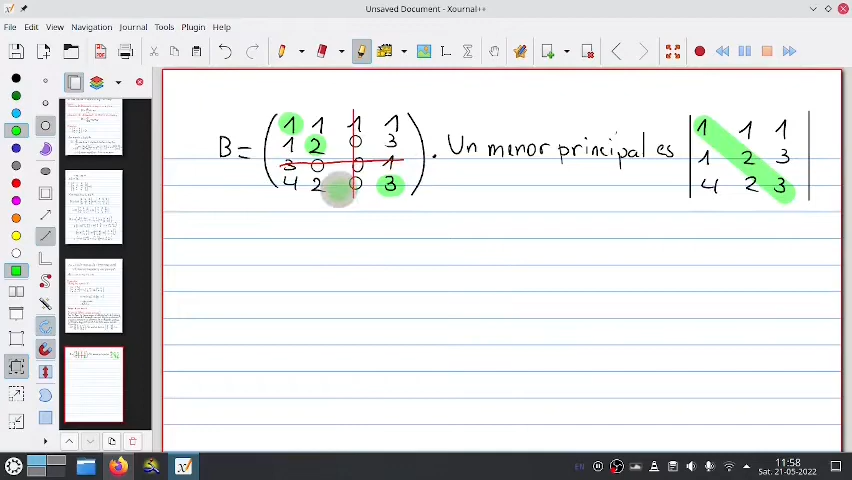 Unsaved Document - Xournal++
File Edit View Navigation Journal Tools Plugin Help
B = ( 1 1 1 1
1 2 0 3
3 0 0 1
4 2 0 3 ) . Un menor principal es | 1 1 1
1 2 3
4 2 3 |
EN
11:58
Sat. 21-05-2022